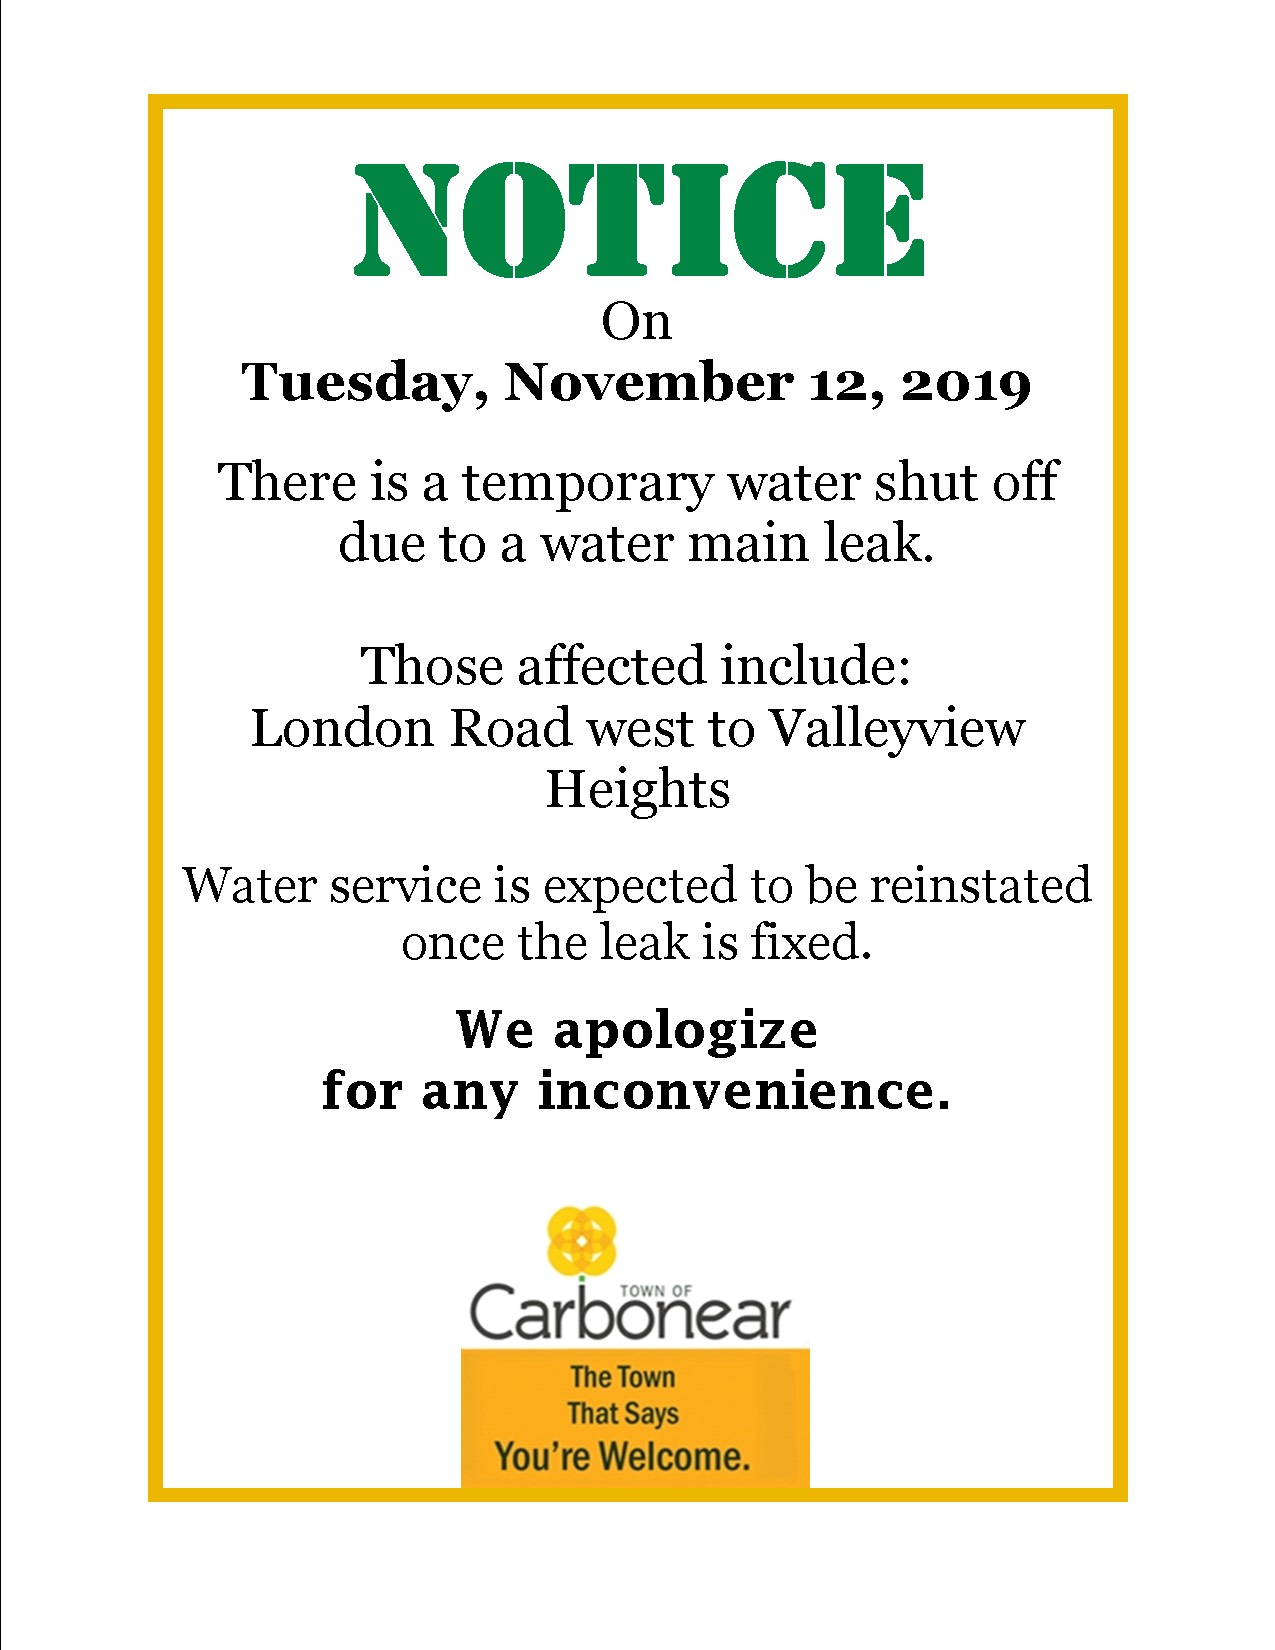 NOTICE
On
Tuesday, November 12, 2019
There is a temporary water shut off
due to a water main leak.
Those affected include:
London Road west to Valleyview
Heights
Water service is expected to be reinstated
once the leak is fixed.
We apologize
for any inconvenience.
TOWN OF
Carbonear
The Town
That Says
You're Welcome.